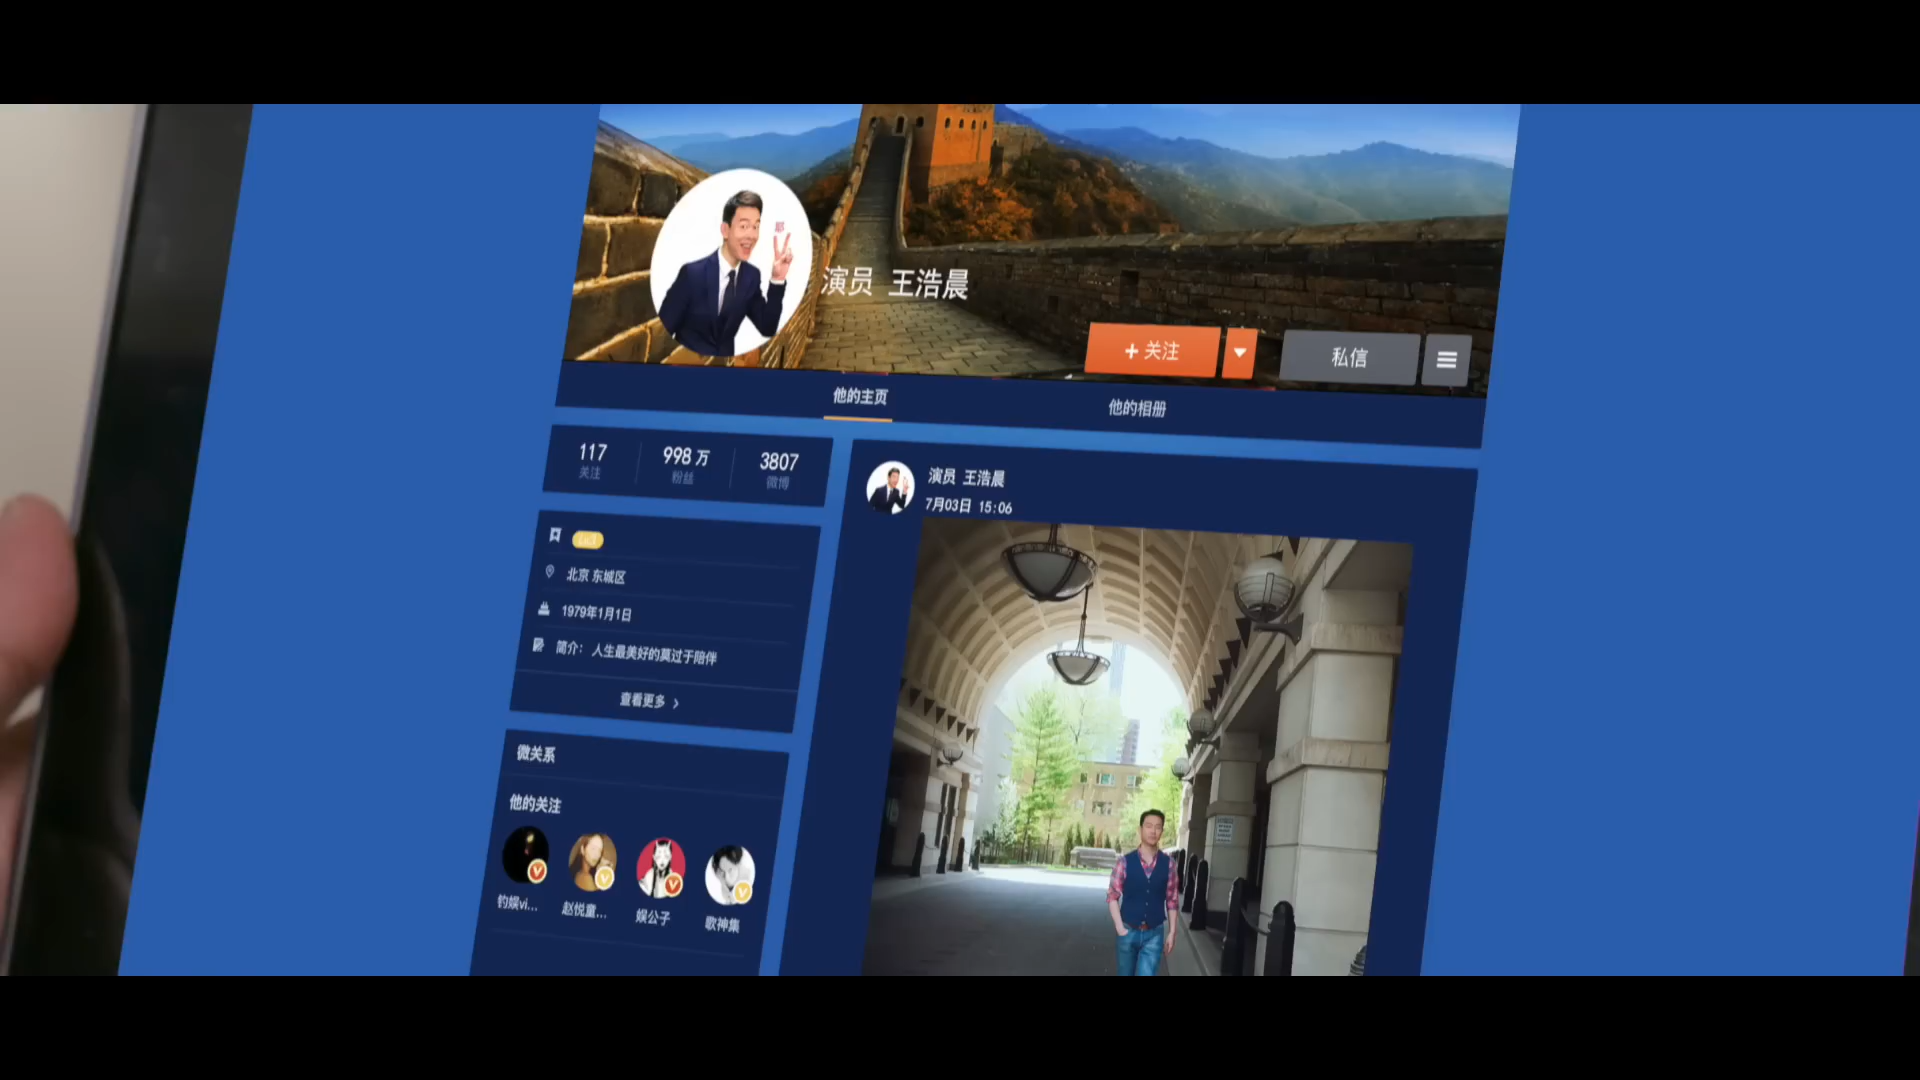 耶
演员 王浩晨
+ 关注
私信
他的主页
他的相册
117
关注
998 万
粉丝
3807
微博
Lv.3
北京 东城区
1979年1月1日
简介：人生最美好的莫过于陪伴
查看更多 >
微关系
他的关注
钓娱vi...
赵悦童...
娱公子
歌神集
演员 王浩晨
7月03日 15:06